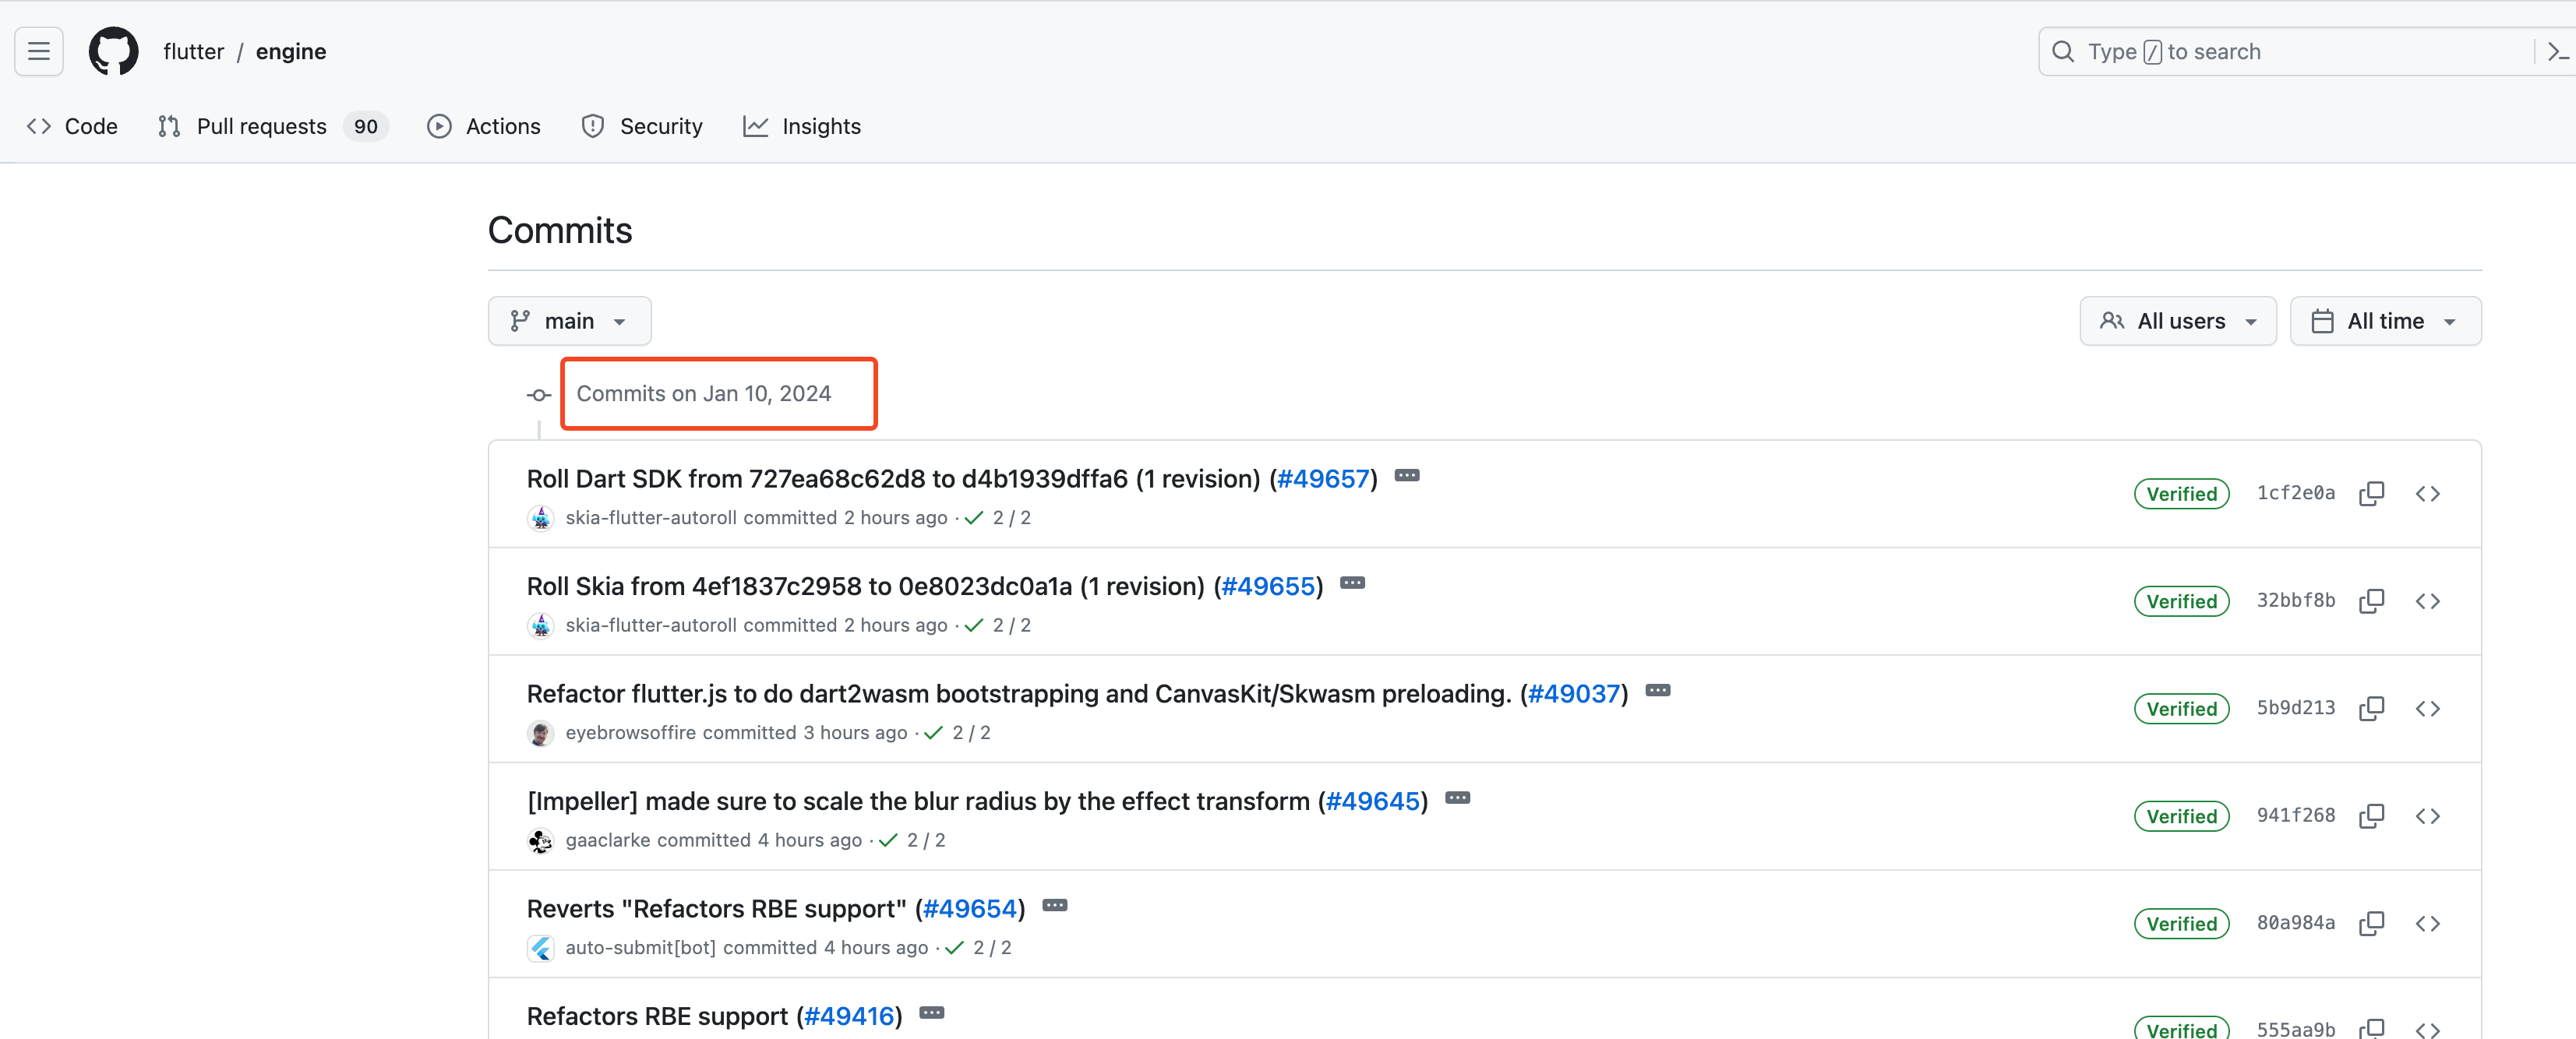 flutter / engine
Type / to search
Code
Pull requests 90
Actions
Security
Insights
Commits
main
All users
All time
Commits on Jan 10, 2024
Roll Dart SDK from 727ea68c62d8 to d4b1939dffa6 (1 revision) (#49657)
skia-flutter-autoroll committed 2 hours ago · 2 / 2
Verified
1cf2e0a
Roll Skia from 4ef1837c2958 to 0e8023dc0a1a (1 revision) (#49655)
skia-flutter-autoroll committed 2 hours ago · 2 / 2
Verified
32bbf8b
Refactor flutter.js to do dart2wasm bootstrapping and CanvasKit/Skwasm preloading. (#49037)
eyebrowsoffire committed 3 hours ago · 2 / 2
Verified
5b9d213
[Impeller] made sure to scale the blur radius by the effect transform (#49645)
gaaclarke committed 4 hours ago · 2 / 2
Verified
941f268
Reverts "Refactors RBE support" (#49654)
auto-submit[bot] committed 4 hours ago · 2 / 2
Verified
80a984a
Refactors RBE support (#49416)
Verified
555aa9b